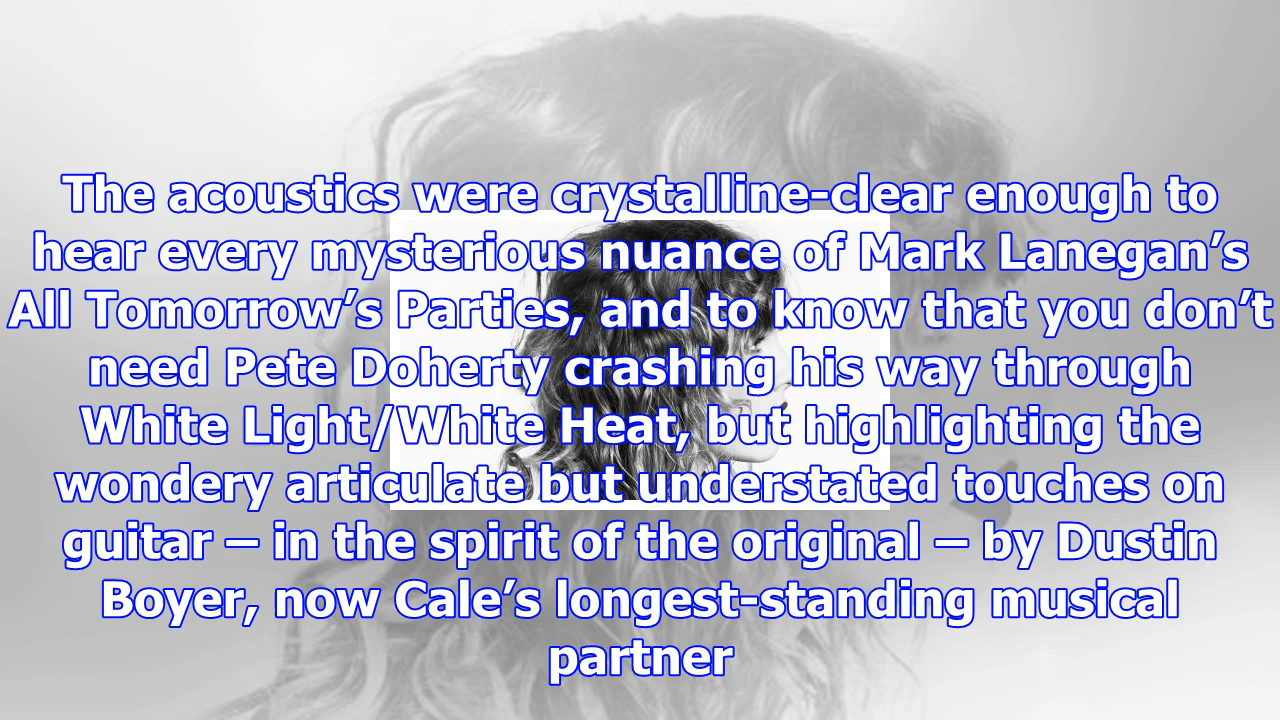 The acoustics were crystalline-clear enough to
hear every mysterious nuance of Mark Lanegan’s
All Tomorrow’s Parties, and to know that you don’t
need Pete Doherty crashing his way through
White Light/White Heat, but highlighting the
wondery articulate but understated touches on
guitar – in the spirit of the original – by Dustin
Boyer, now Cale’s longest-standing musical
partner